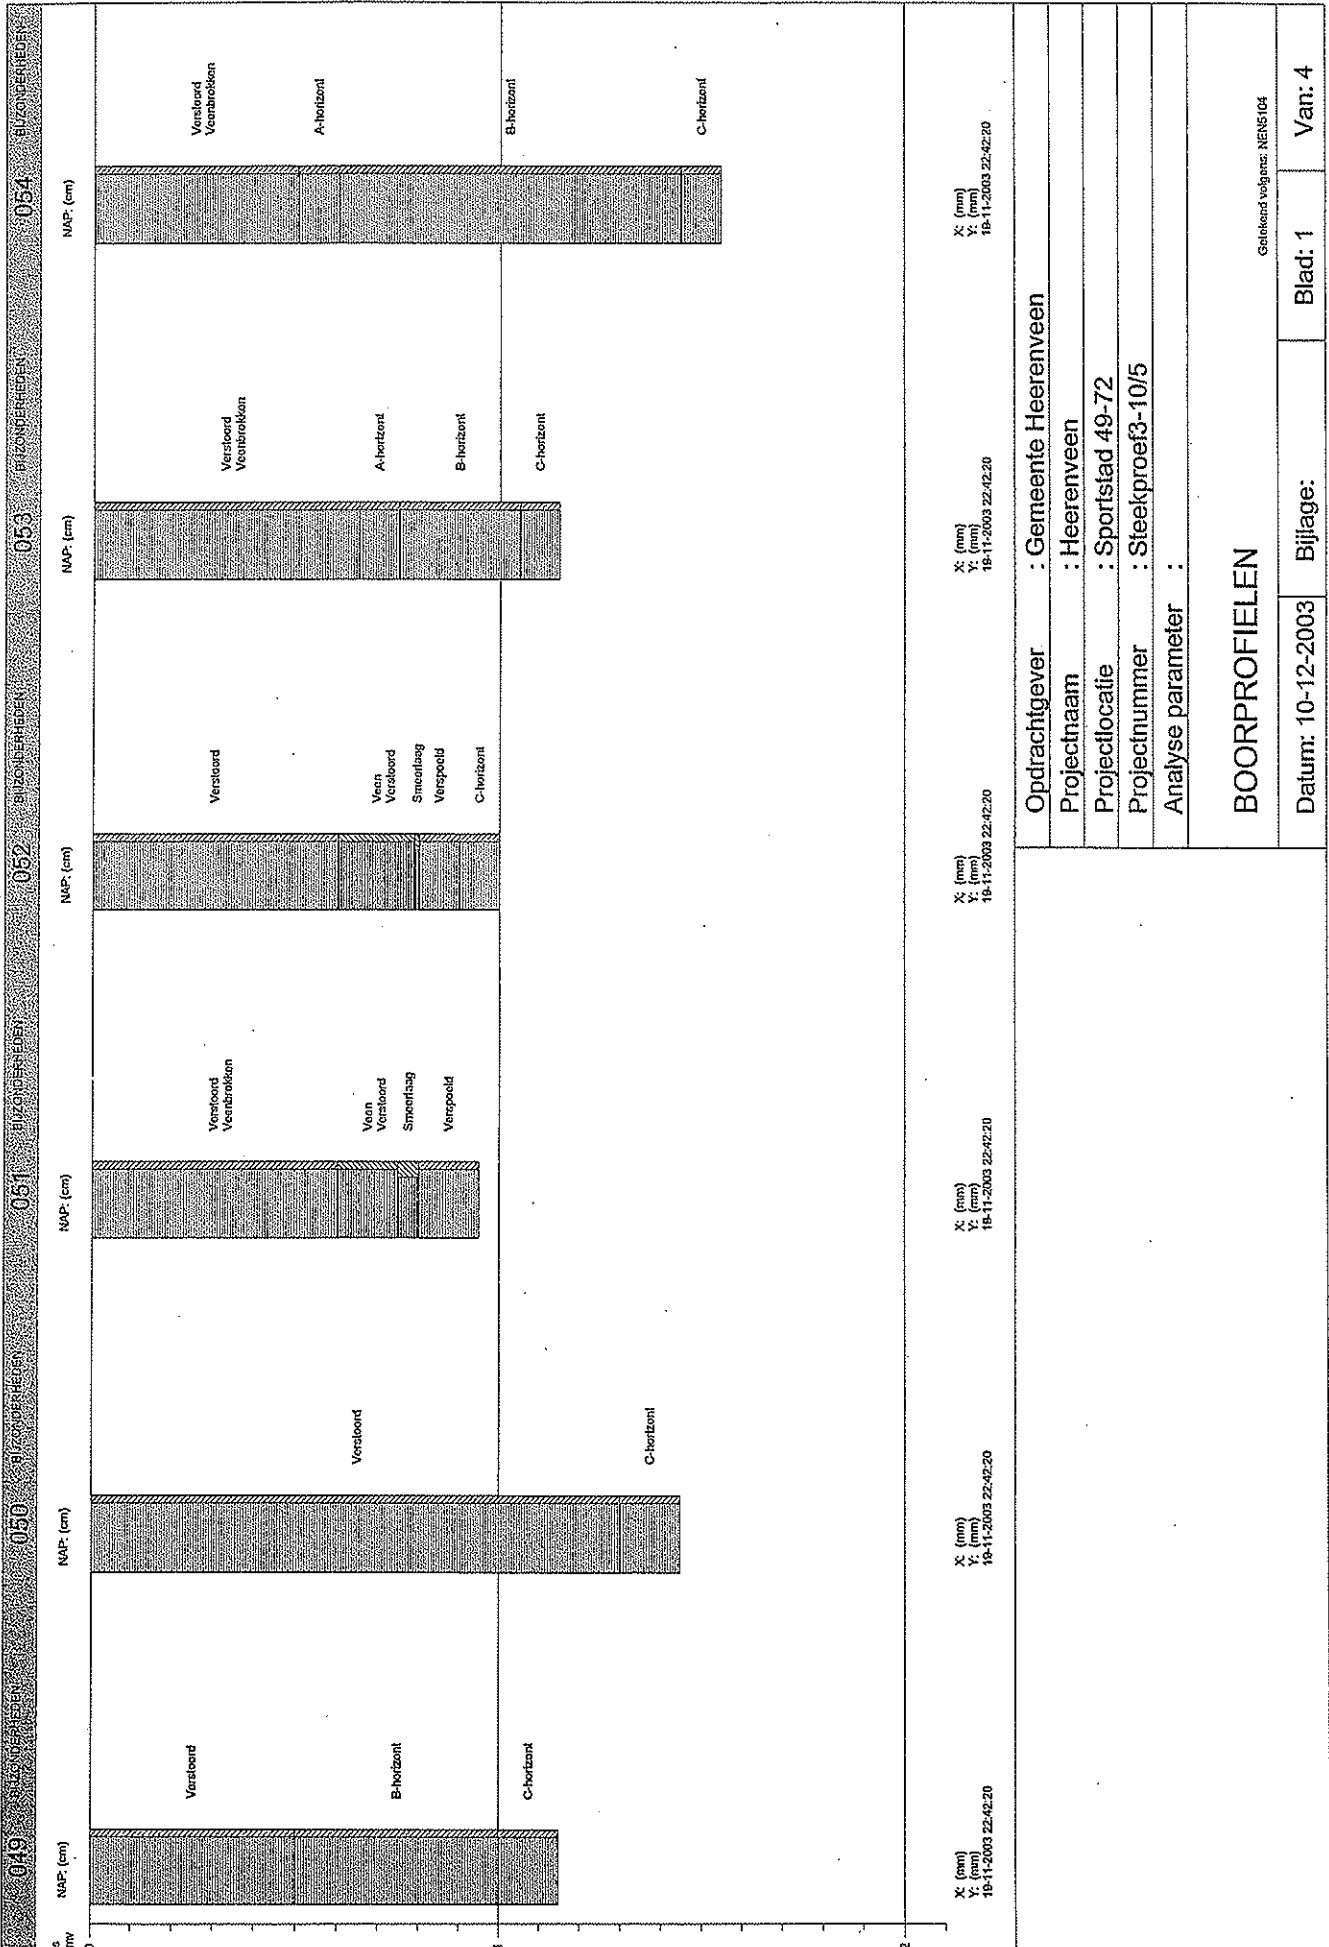 049 BIJZONDERHEDEN
050 BIJZONDERHEDEN
051 BIJZONDERHEDEN
052 BIJZONDERHEDEN
053 BIJZONDERHEDEN
054 BIJZONDERHEDEN
mv
NAP: (cm)
NAP: (cm)
NAP: (cm)
NAP: (cm)
NAP: (cm)
NAP: (cm)
0
1
2
Verstoord
B-horizont
C-horizont
Verstoord
C-horizont
Verstoord
Veenbrokken
Veen
Verstoord
Smeerlaag
Verspoeld
Verstoord
Veen
Verstoord
Smeerlaag
Verspoeld
C-horizont
Verstoord
Veenbrokken
A-horizont
B-horizont
C-horizont
Verstoord
Veenbrokken
A-horizont
B-horizont
C-horizont
X: (mm)
Y: (mm)
19-11-2003 22:42:20
X: (mm)
Y: (mm)
19-11-2003 22:42:20
X: (mm)
Y: (mm)
19-11-2003 22:42:20
X: (mm)
Y: (mm)
19-11-2003 22:42:20
X: (mm)
Y: (mm)
19-11-2003 22:42:20
X: (mm)
Y: (mm)
19-11-2003 22:42:20
Opdrachtgever : Gemeente Heerenveen
Projectnaam : Heerenveen
Projectlocatie : Sportstad 49-72
Projectnummer : Steekproef3-10/5
Analyse parameter :
BOORPROFIELEN
Getekend volgens: NEN5104
Datum: 10-12-2003 Bijlage: Blad: 1 Van: 4